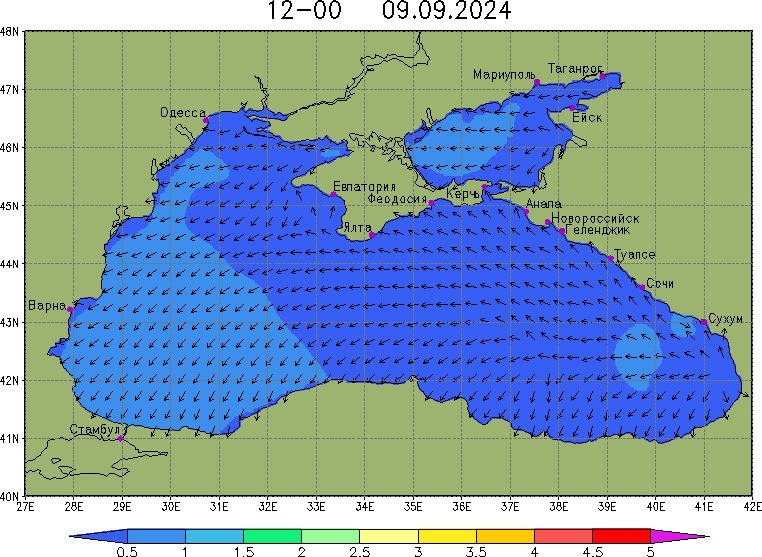 12-00 09.09.2024
48N
47N
46N
45N
44N
43N
42N
41N
40N
Таганрог
Мариуполь
Ейск
Одесса
Евпатория
Керчь
Феодосия
Анапа
Новороссийск
Ялта
Геленджик
Туапсе
Сочи
Варна
Сухум
Стамбул
27E 28E 29E 30E 31E 32E 33E 34E 35E 36E 37E 38E 39E 40E 41E 42E
0.5 1 1.5 2 2.5 3 3.5 4 4.5 5